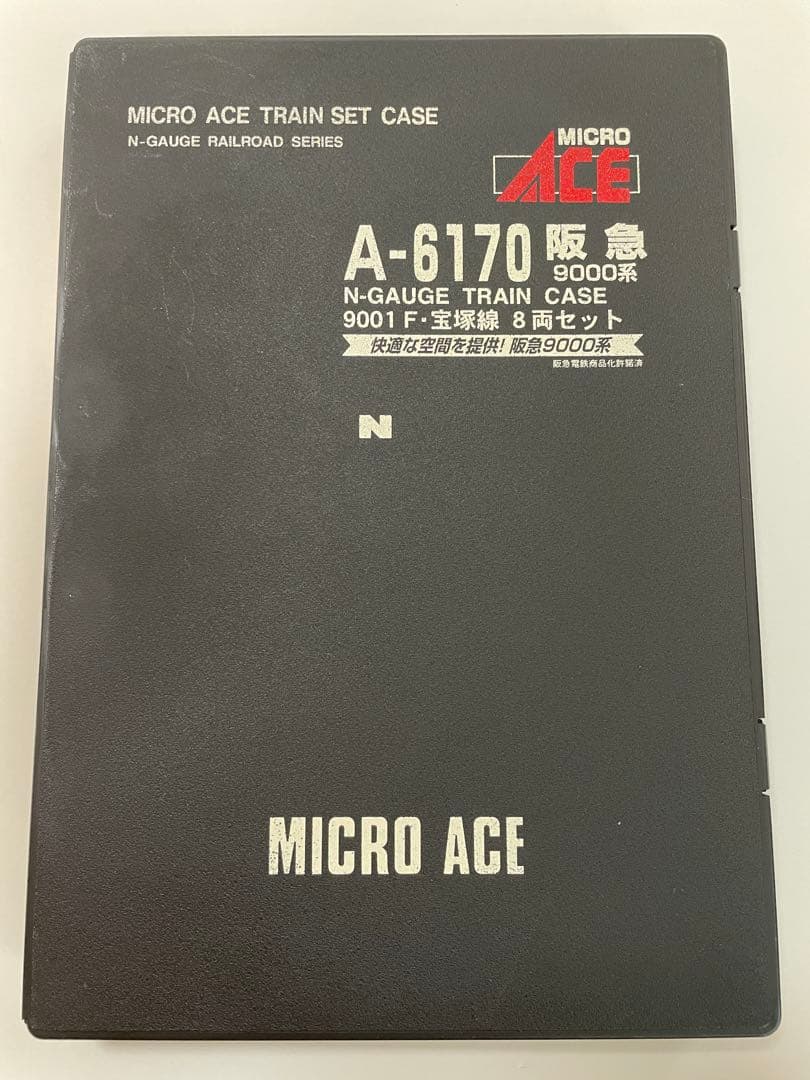 MICRO ACE TRAIN SET CASE
N-GAUGE RAILROAD SERIES
MICRO
ACE
A-6170 阪急
9000系
N-GAUGE TRAIN CASE
9001F・宝塚線 8両セット
快適な空間を提供! 阪急9000系
阪急電鉄商品化許諾済
N
MICRO ACE